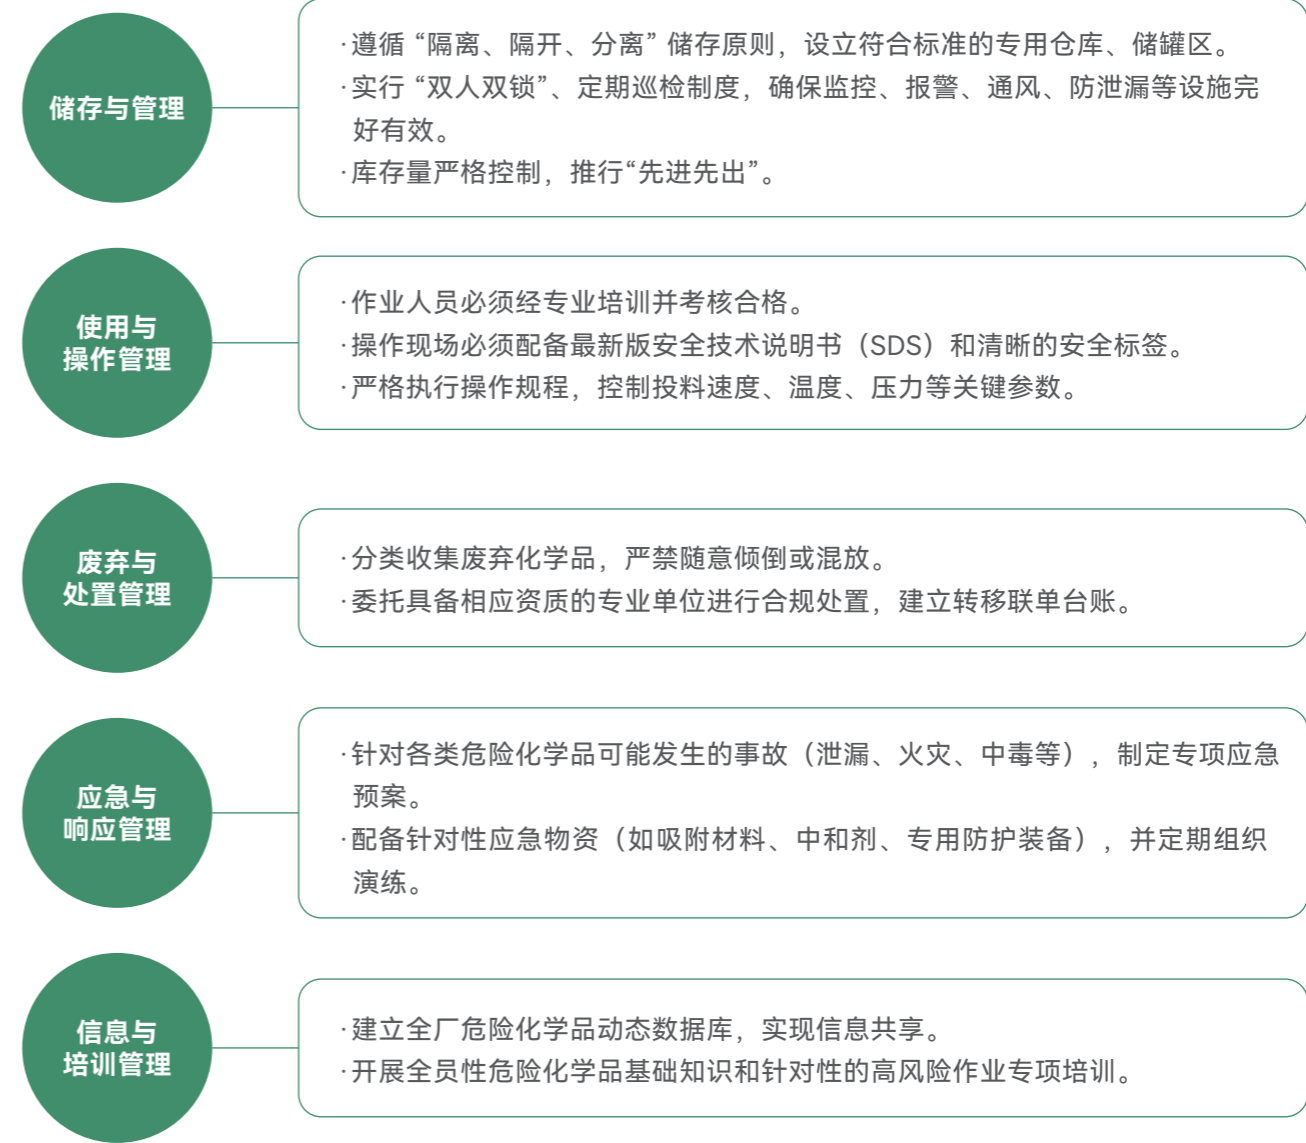 储存与管理
·遵循 “隔离、隔开、分离” 储存原则，设立符合标准的专用仓库、储罐区。
·实行 “双人双锁”、定期巡检制度，确保监控、报警、通风、防泄漏等设施完
好有效。
·库存量严格控制，推行“先进先出”。
使用与
操作管理
·作业人员必须经专业培训并考核合格。
·操作现场必须配备最新版安全技术说明书（SDS）和清晰的安全标签。
·严格执行操作规程，控制投料速度、温度、压力等关键参数。
废弃与
处置管理
·分类收集废弃化学品，严禁随意倾倒或混放。
·委托具备相应资质的专业单位进行合规处置，建立转移联单台账。
应急与
响应管理
·针对各类危险化学品可能发生的事故（泄漏、火灾、中毒等），制定专项应急
预案。
·配备针对性应急物资（如吸附材料、中和剂、专用防护装备），并定期组织
演练。
信息与
培训管理
·建立全厂危险化学品动态数据库，实现信息共享。
·开展全员性危险化学品基础知识和针对性的高风险作业专项培训。